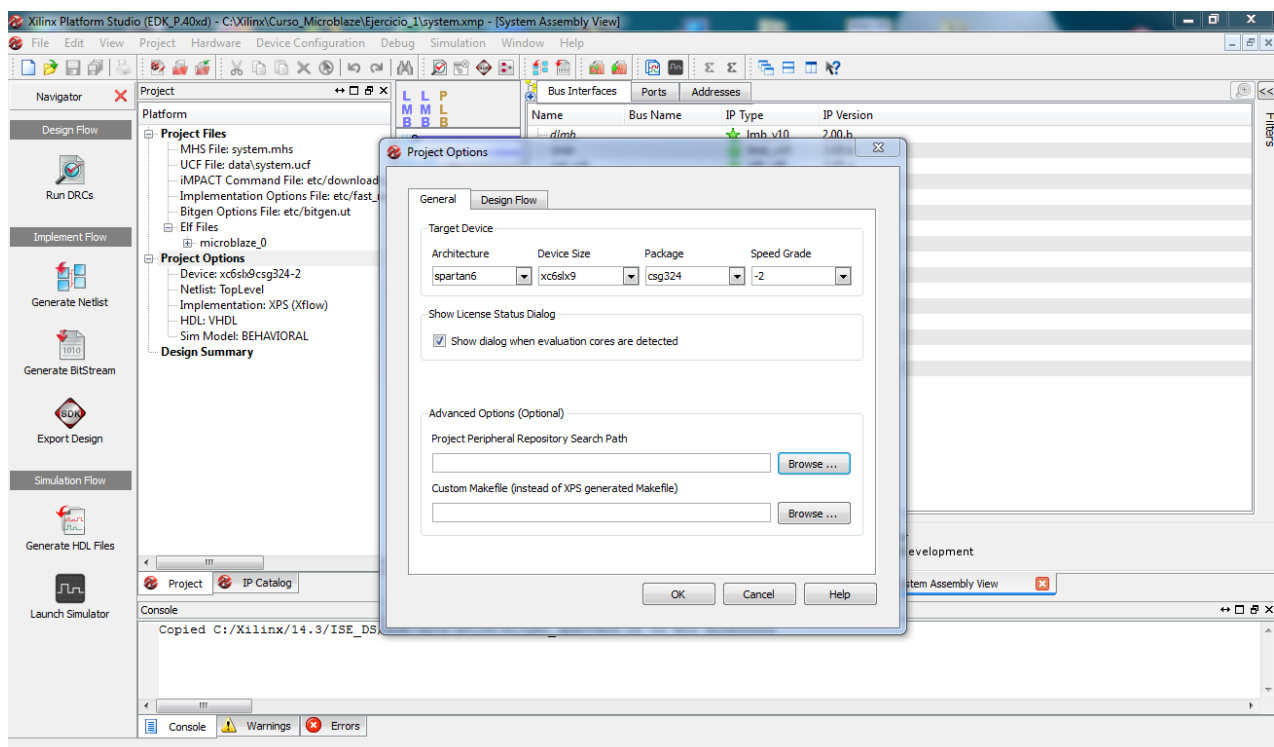 Xilinx Platform Studio (EDK_P.40xd) - C:\Xilinx\Curso_Microblaze\Ejercicio_1\system.xmp - [System Assembly View]
File Edit View Project Hardware Device Configuration Debug Simulation Window Help
Navigator
Design Flow
Run DRCs
Implement Flow
Generate Netlist
1010
Generate BitStream
SDK
Export Design
Simulation Flow
Generate HDL Files
Launch Simulator
Project
Platform
Project Files
MHS File: system.mhs
UCF File: data\system.ucf
iMPACT Command File: etc/download
Implementation Options File: etc/fast_
Bitgen Options File: etc/bitgen.ut
Elf Files
microblaze_0
Project Options
Device: xc6slx9csg324-2
Netlist: TopLevel
Implementation: XPS (Xflow)
HDL: VHDL
Sim Model: BEHAVIORAL
Design Summary
Project IP Catalog
L L P
M M L
B B B
Bus Interfaces Ports Addresses
Name Bus Name IP Type IP Version
dlmb lmb_v10 2.00.b
<<
Filters
Project Options
General Design Flow
Target Device
Architecture Device Size Package Speed Grade
spartan6 xc6slx9 csg324 -2
Show License Status Dialog
Show dialog when evaluation cores are detected
Advanced Options (Optional)
Project Peripheral Repository Search Path
Browse ...
Custom Makefile (instead of XPS generated Makefile)
Browse ...
OK Cancel Help
evelopment
stem Assembly View
Console
Copied C:/Xilinx/14.3/ISE_DS/
Console Warnings Errors